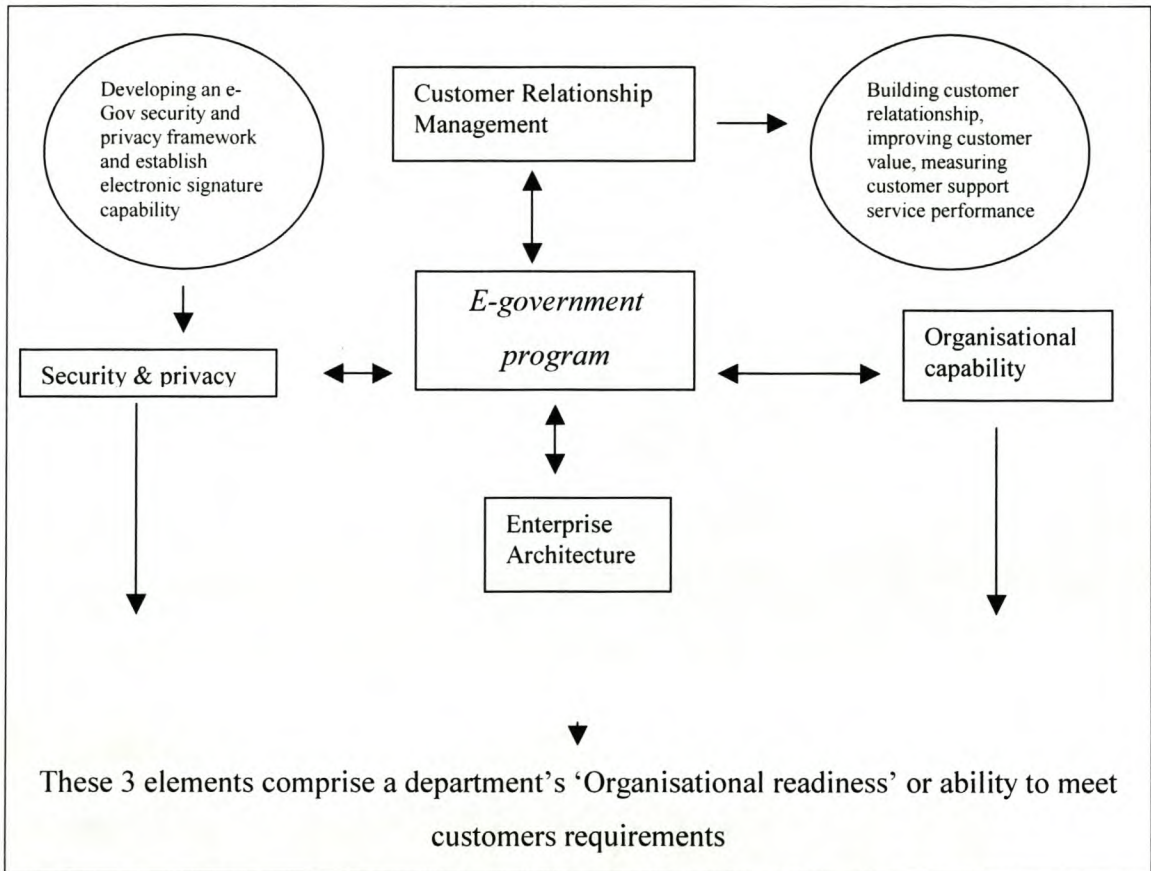 Developing an e-
Gov security and
privacy framework
and establish
electronic signature
capability
Customer Relationship
Management
Building customer
relatationship,
improving customer
value, measuring
customer support
service performance
E-government
program
Security & privacy
Organisational
capability
Enterprise
Architecture
These 3 elements comprise a department's 'Organisational readiness' or ability to meet
customers requirements